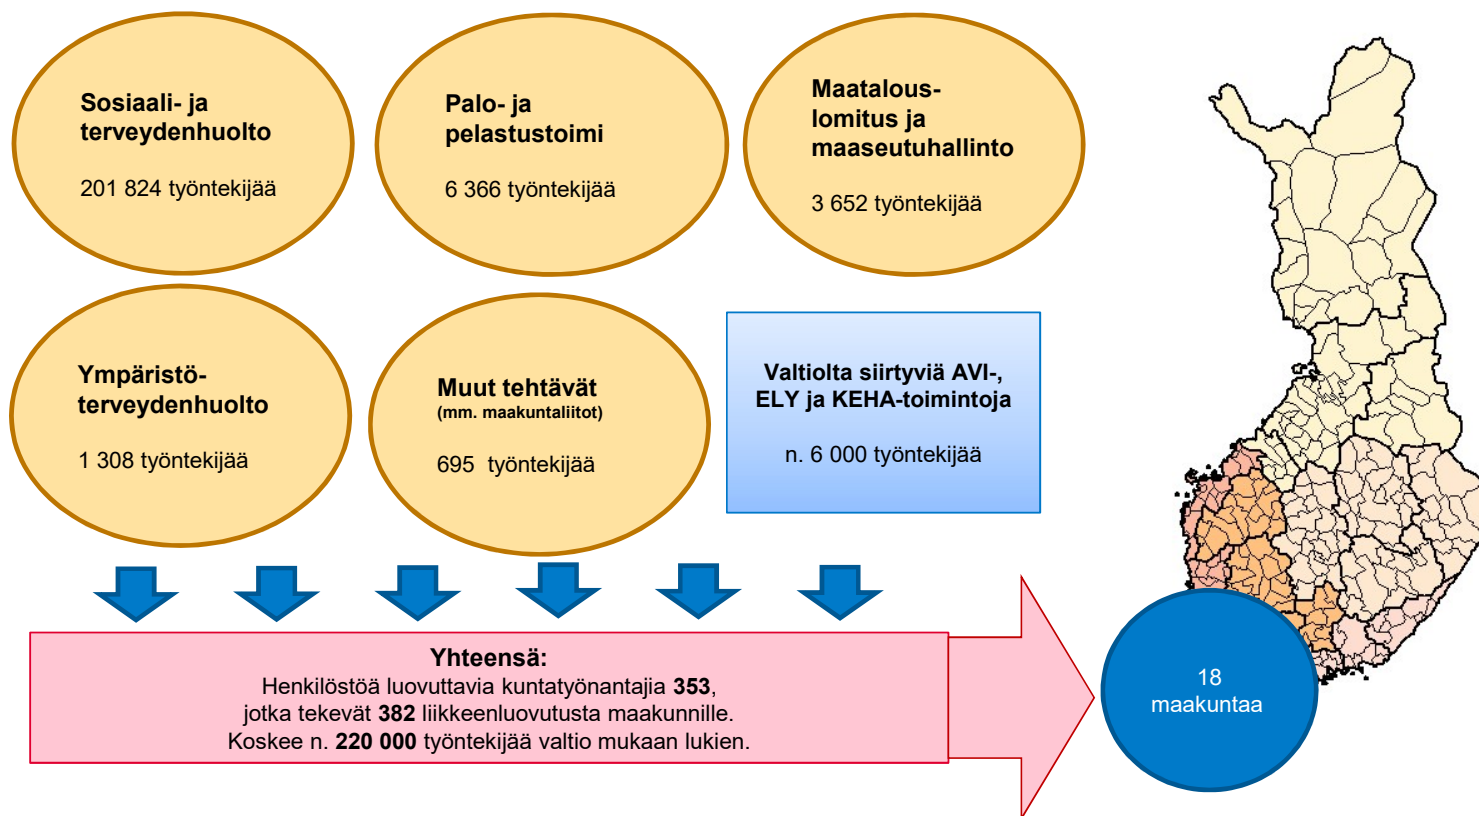 Sosiaali- ja
terveydenhuolto
201 824 työntekijää
Palo- ja
pelastustoimi
6 366 työntekijää
Maatalous-
lomitus ja
maaseutuhallinto
3 652 työntekijää
Ympäristö-
terveydenhuolto
1 308 työntekijää
Muut tehtävät
(mm. maakuntaliitot)
695 työntekijää
Valtiolta siirtyviä AVI-,
ELY ja KEHA-toimintoja
n. 6 000 työntekijää
Yhteensä:
Henkilöstöä luovuttavia kuntatyönantajia 353,
jotka tekevät 382 liikkeenluovutusta maakunnille.
Koskee n. 220 000 työntekijää valtio mukaan lukien.
18
maakuntaa